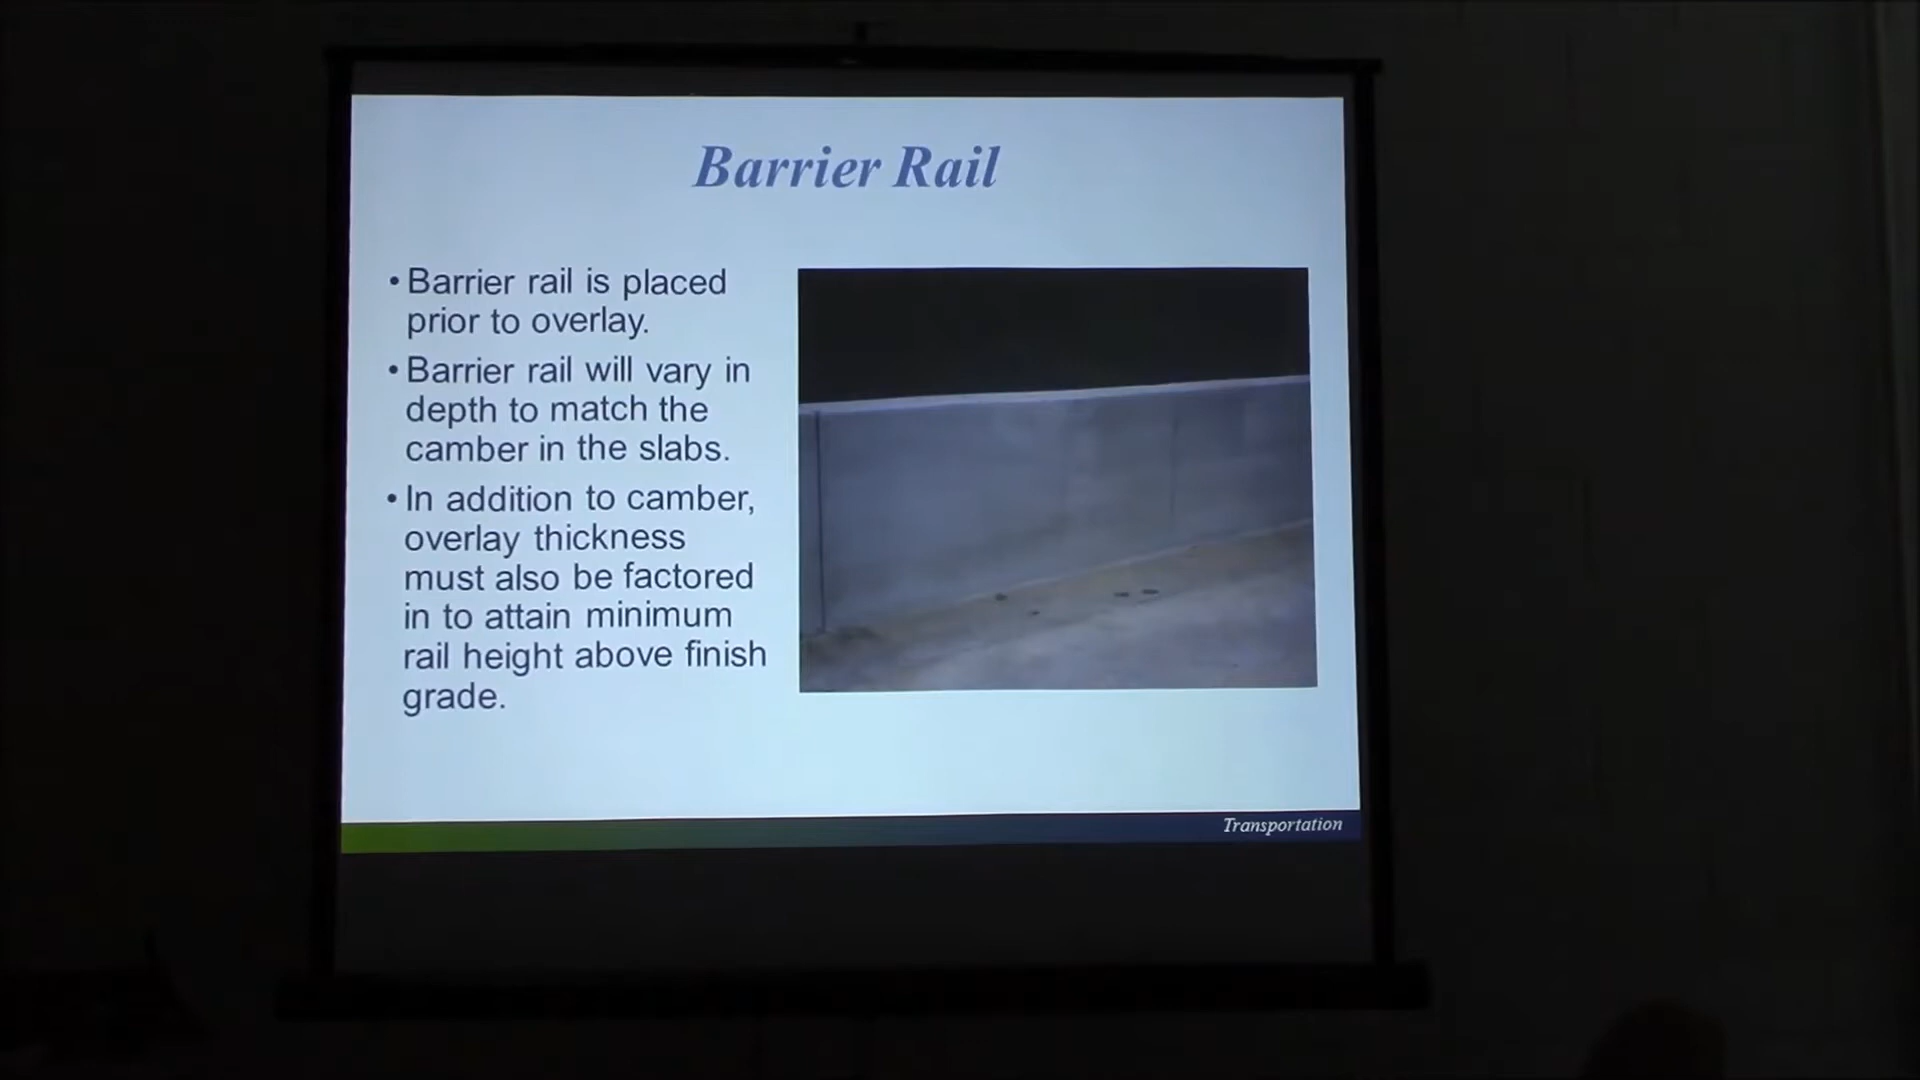 Barrier Rail
• Barrier rail is placed
prior to overlay.
• Barrier rail will vary in
depth to match the
camber in the slabs.
• In addition to camber,
overlay thickness
must also be factored
in to attain minimum
rail height above finish
grade.
Transportation